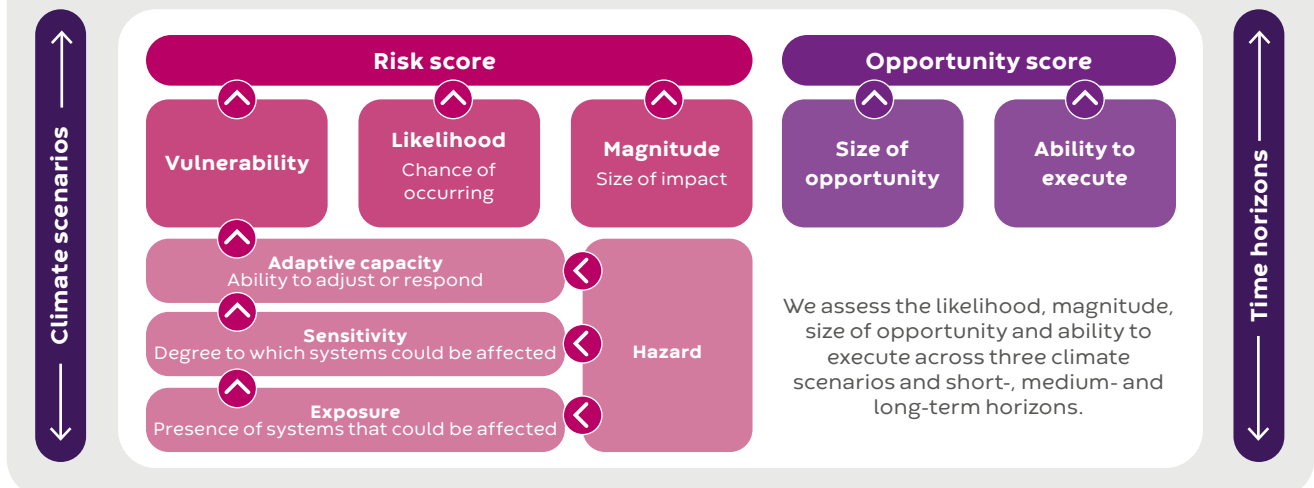 Climate scenarios
Risk score
Vulnerability
Likelihood
Chance of
occurring
Magnitude
Size of impact
Adaptive capacity
Ability to adjust or respond
Sensitivity
Degree to which systems could be affected
Exposure
Presence of systems that could be affected
Hazard
Opportunity score
Size of
opportunity
Ability to
execute
We assess the likelihood, magnitude,
size of opportunity and ability to
execute across three climate
scenarios and short-, medium- and
long-term horizons.
Time horizons